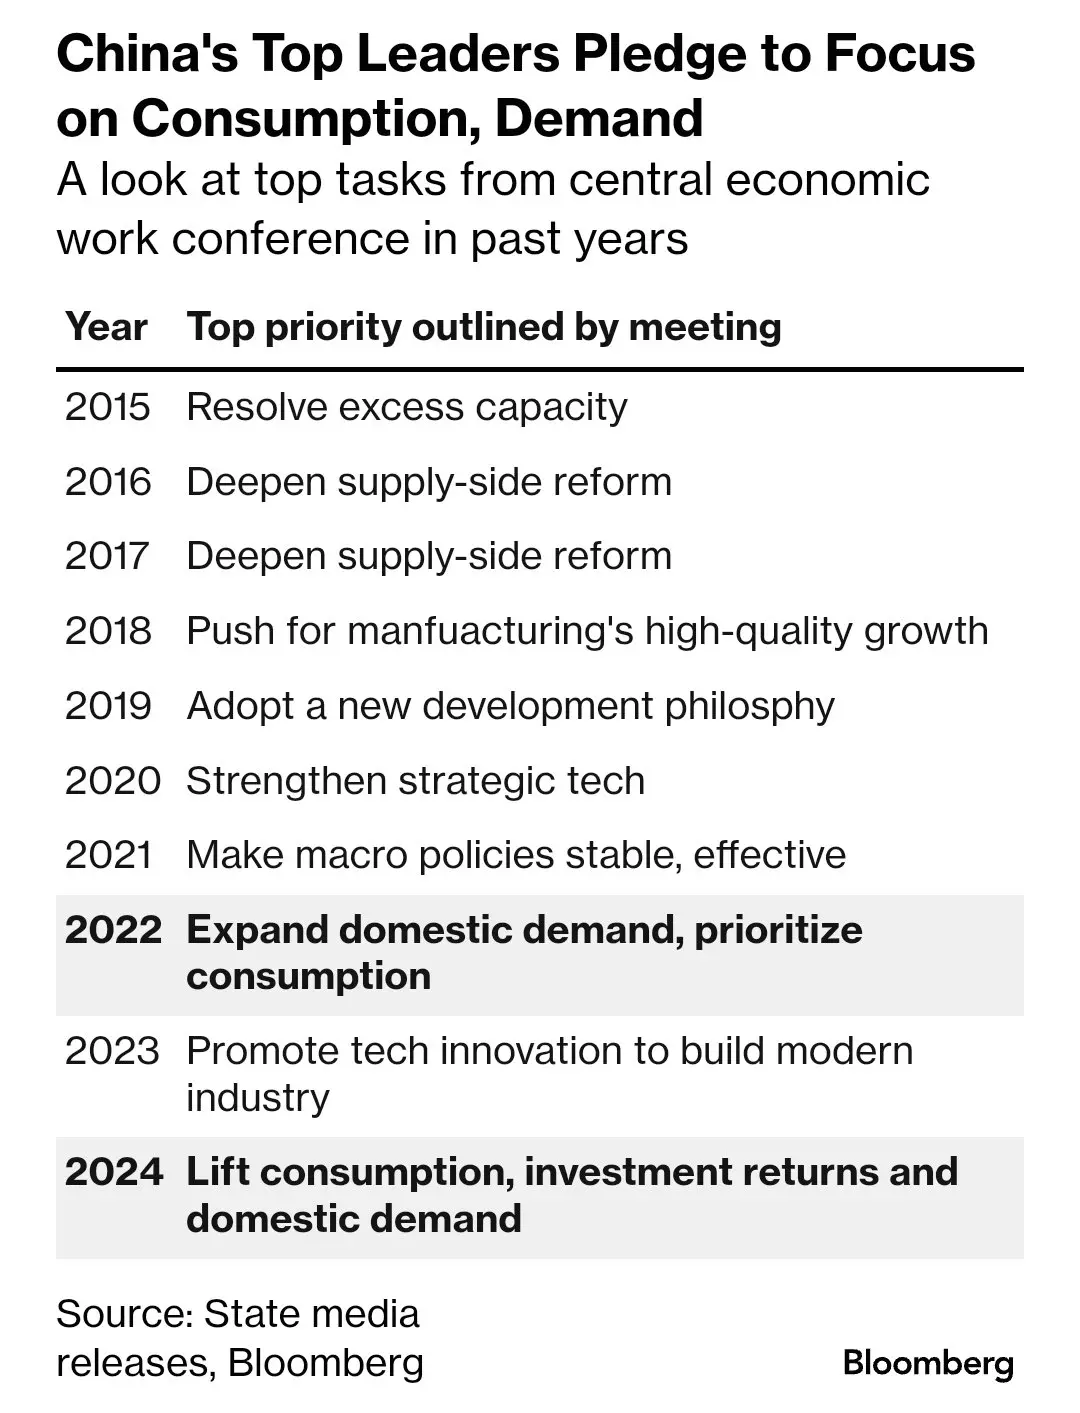 China's Top Leaders Pledge to Focus
on Consumption, Demand
A look at top tasks from central economic
work conference in past years
Year Top priority outlined by meeting
2015 Resolve excess capacity
2016 Deepen supply-side reform
2017 Deepen supply-side reform
2018 Push for manfuacturing's high-quality growth
2019 Adopt a new development philosphy
2020 Strengthen strategic tech
2021 Make macro policies stable, effective
2022 Expand domestic demand, prioritize
consumption
2023 Promote tech innovation to build modern
industry
2024 Lift consumption, investment returns and
domestic demand
Source: State media
releases, Bloomberg
Bloomberg